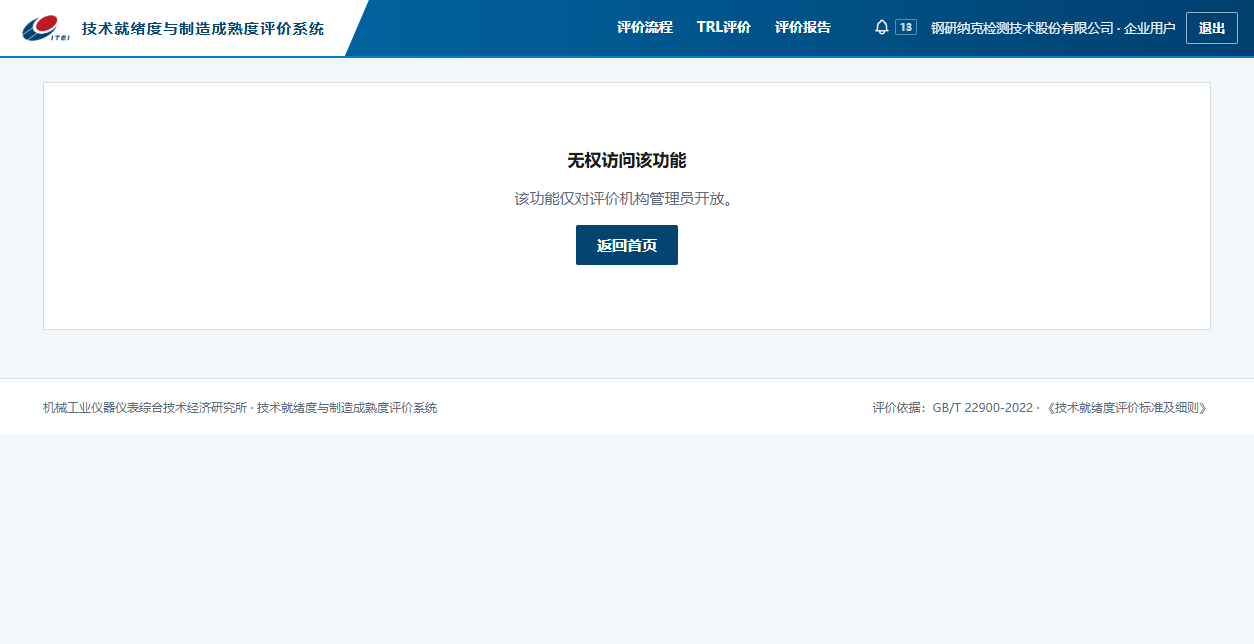 ITEI
技术就绪度与制造成熟度评价系统
评价流程 TRL评价 评价报告 13 钢研纳克检测技术股份有限公司 · 企业用户 退出
无权访问该功能
该功能仅对评价机构管理员开放。
返回首页
机械工业仪器仪表综合技术经济研究所 · 技术就绪度与制造成熟度评价系统
评价依据：GB/T 22900-2022 · 《技术就绪度评价标准及细则》